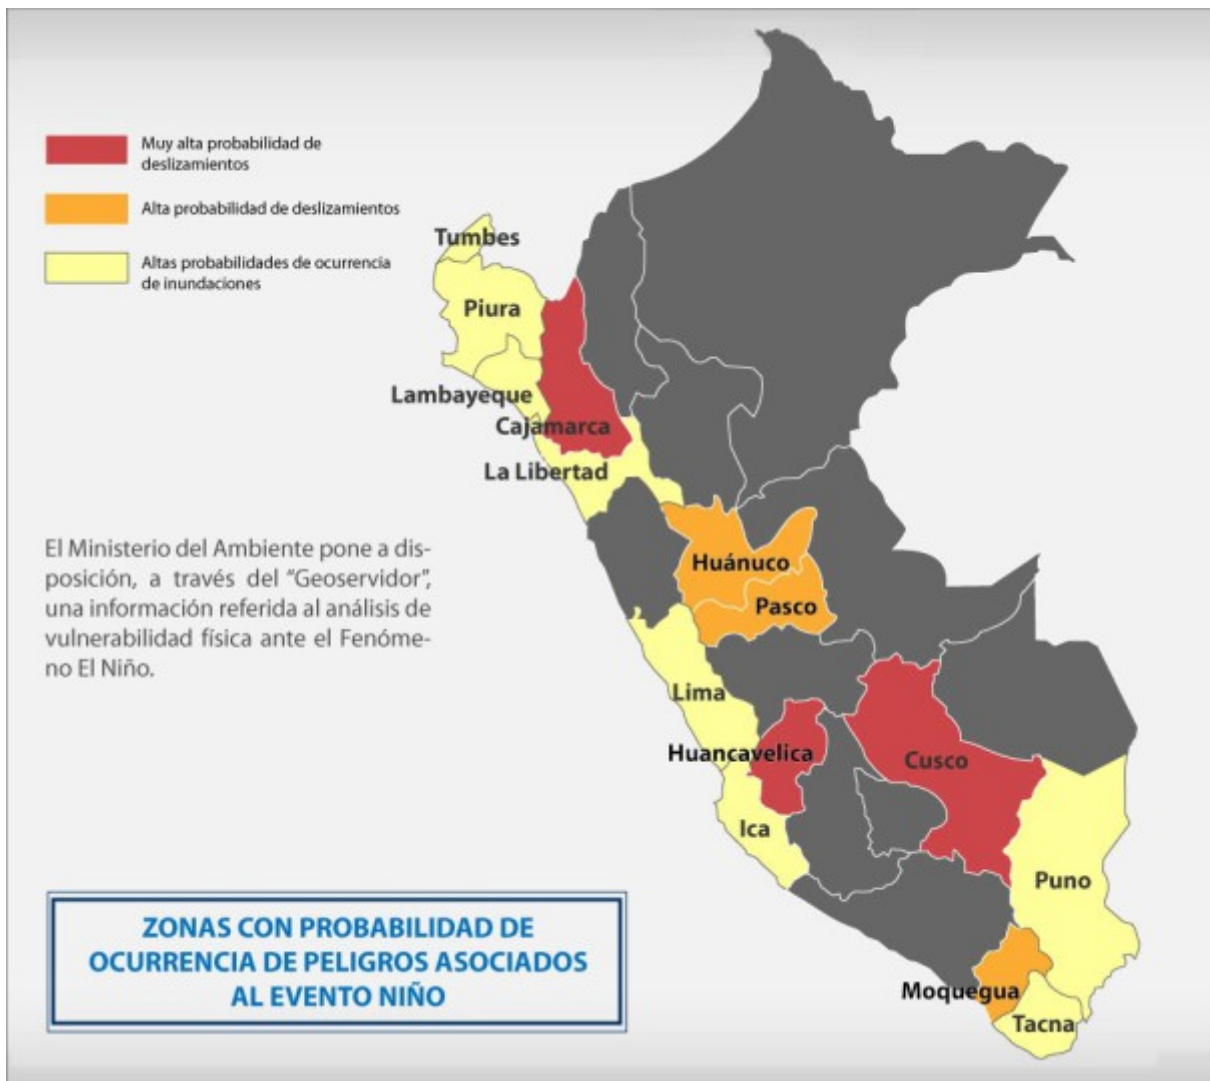 Muy alta probabilidad de
deslizamientos
Alta probabilidad de deslizamientos
Altas probabilidades de ocurrencia
de inundaciones
Tumbes
Piura
Lambayeque
Cajamarca
La Libertad
El Ministerio del Ambiente pone a dis-
posición, a través del “Geoservidor”,
una información referida al análisis de
vulnerabilidad física ante el Fenóme-
no El Niño.
Huánuco
Pasco
Lima
Huancavelica
Cusco
Ica
Puno
Moquegua
Tacna
ZONAS CON PROBABILIDAD DE
OCURRENCIA DE PELIGROS ASOCIADOS
AL EVENTO NIÑO